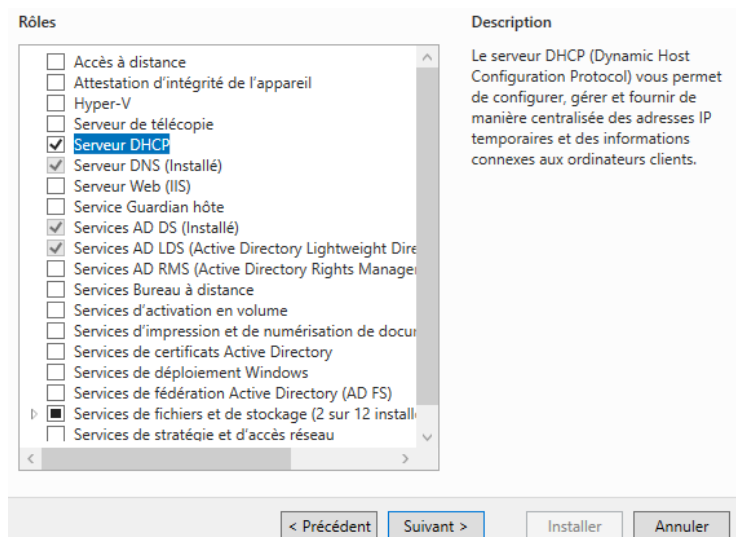 Rôles
Description
Accès à distance
Attestation d'intégrité de l'appareil
Hyper-V
Serveur de télécopie
Serveur DHCP
Serveur DNS (Installé)
Serveur Web (IIS)
Service Guardian hôte
Services AD DS (Installé)
Services AD LDS (Active Directory Lightweight Dire
Services AD RMS (Active Directory Rights Manager
Services Bureau à distance
Services d'activation en volume
Services d'impression et de numérisation de docur
Services de certificats Active Directory
Services de déploiement Windows
Services de fédération Active Directory (AD FS)
Services de fichiers et de stockage (2 sur 12 install
Services de stratégie et d'accès réseau
Le serveur DHCP (Dynamic Host
Configuration Protocol) vous permet
de configurer, gérer et fournir de
manière centralisée des adresses IP
temporaires et des informations
connexes aux ordinateurs clients.
< Précédent
Suivant >
Installer
Annuler